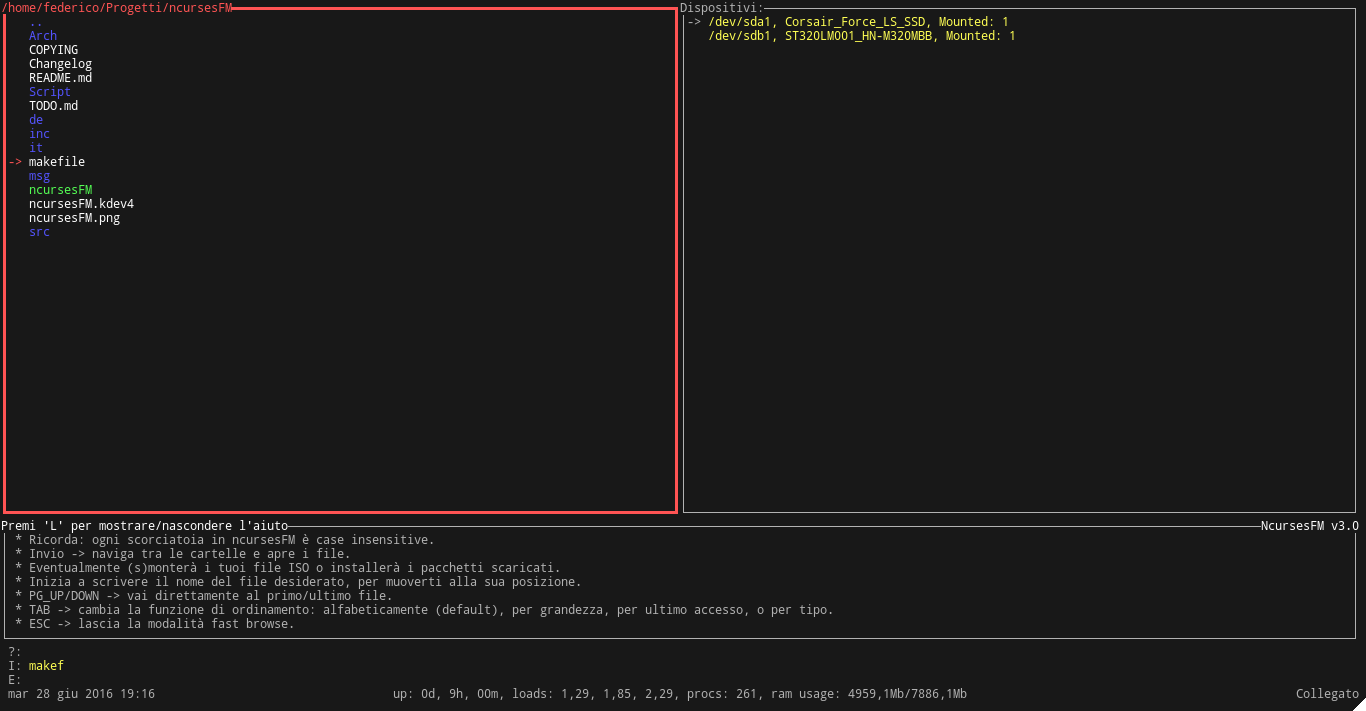 /home/federico/Progetti/ncursesFM
..
Arch
COPYING
Changelog
README.md
Script
TODO.md
de
inc
it
-> makefile
msg
ncursesFM
ncursesFM.kdev4
ncursesFM.png
src
Dispositivi:
-> /dev/sda1, Corsair_Force_LS_SSD, Mounted: 1
/dev/sdb1, ST320LM001_HN-M320MBB, Mounted: 1
Premi 'L' per mostrare/nascondere l'aiuto NcursesFM v3.0
* Ricorda: ogni scorciatoia in ncursesFM è case insensitive.
* Invio -> naviga tra le cartelle e apre i file.
* Eventualmente (s)monterà i tuoi file ISO o installerà i pacchetti scaricati.
* Inizia a scrivere il nome del file desiderato, per muoverti alla sua posizione.
* PG_UP/DOWN -> vai direttamente al primo/ultimo file.
* TAB -> cambia la funzione di ordinamento: alfabeticamente (default), per grandezza, per ultimo accesso, o per tipo.
* ESC -> lascia la modalità fast browse.
?:
I: makef
E:
mar 28 giu 2016 19:16 up: 0d, 9h, 00m, loads: 1,29, 1,85, 2,29, procs: 261, ram usage: 4959,1Mb/7886,1Mb Collegato